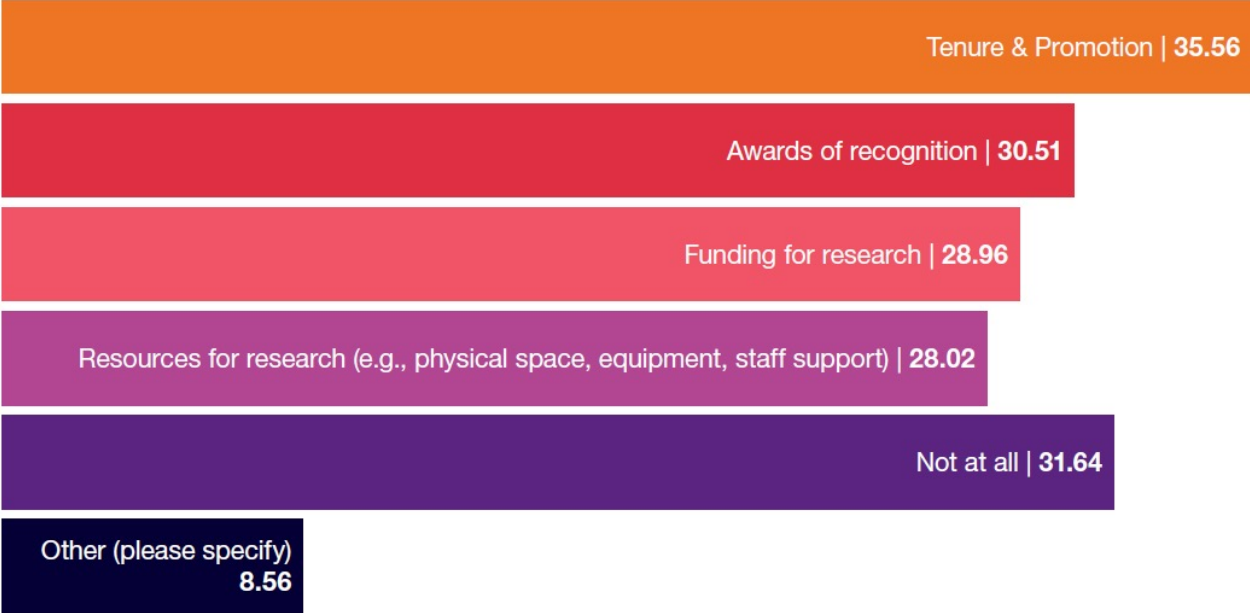 Tenure & Promotion | 35.56
Awards of recognition | 30.51
Funding for research | 28.96
Resources for research (e.g., physical space, equipment, staff support) | 28.02
Not at all | 31.64
Other (please specify)
8.56